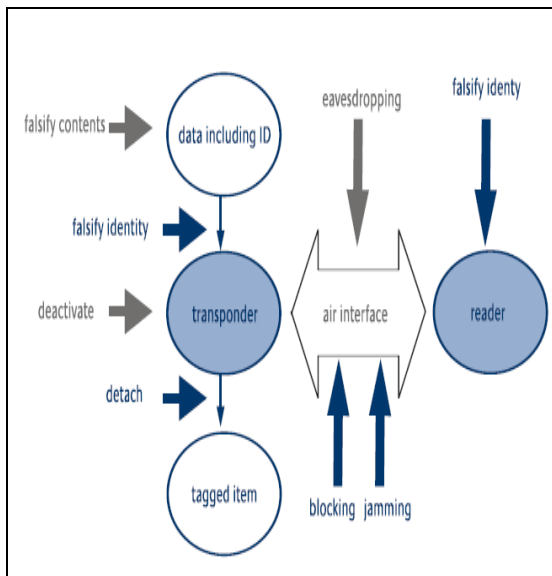 eavesdropping
falsify identy
falsify contents
data including ID
falsify identity
deactivate
transponder
air interface
reader
detach
tagged item
blocking
jamming